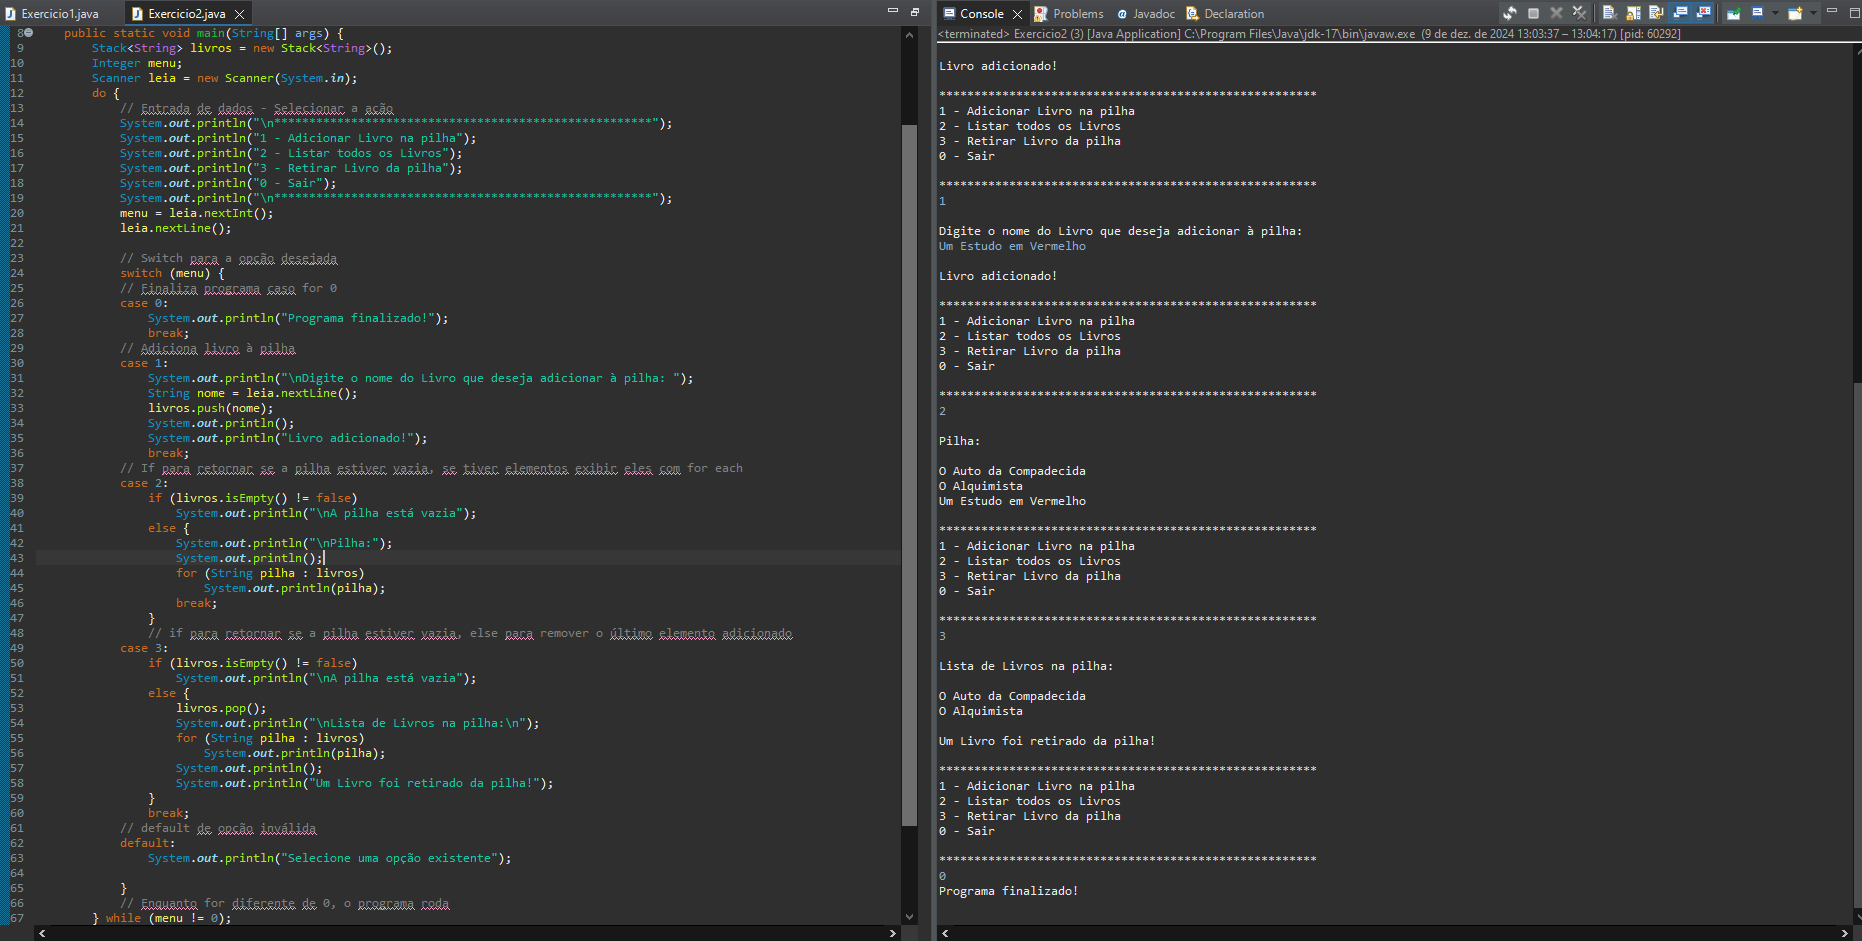 Exercicio1.java
Exercicio2.java
8 public static void main(String[] args) {
9 Stack<String> livros = new Stack<String>();
10 Integer menu;
11 Scanner leia = new Scanner(System.in);
12 do {
13 // Entrada de dados - Selecionar a ação
14 System.out.println("\n******************************************************");
15 System.out.println("1 - Adicionar Livro na pilha");
16 System.out.println("2 - Listar todos os Livros");
17 System.out.println("3 - Retirar Livro da pilha");
18 System.out.println("0 - Sair");
19 System.out.println("\n******************************************************");
20 menu = leia.nextInt();
21 leia.nextLine();
22
23 // Switch para a opção desejada
24 switch (menu) {
25 // Finaliza programa caso for 0
26 case 0:
27 System.out.println("Programa finalizado!");
28 break;
29 // Adiciona livro à pilha
30 case 1:
31 System.out.println("\nDigite o nome do Livro que deseja adicionar à pilha: ");
32 String nome = leia.nextLine();
33 livros.push(nome);
34 System.out.println();
35 System.out.println("Livro adicionado!");
36 break;
37 // If para retornar se a pilha estiver vazia, se tiver elementos exibir eles com for each
38 case 2:
39 if (livros.isEmpty() != false)
40 System.out.println("\nA pilha está vazia");
41 else {
42 System.out.println("\nPilha:");
43 System.out.println();
44 for (String pilha : livros)
45 System.out.println(pilha);
46 break;
47 }
48 // if para retornar se a pilha estiver vazia, else para remover o último elemento adicionado
49 case 3:
50 if (livros.isEmpty() != false)
51 System.out.println("\nA pilha está vazia");
52 else {
53 livros.pop();
54 System.out.println("\nLista de Livros na pilha:\n");
55 for (String pilha : livros)
56 System.out.println(pilha);
57 System.out.println();
58 System.out.println("Um Livro foi retirado da pilha!");
59 }
60 break;
61 // default de opção inválida
62 default:
63 System.out.println("Selecione uma opção existente");
64
65 }
66 // Enquanto for diferente de 0, o programa roda
67 } while (menu != 0);
Console
Problems
Javadoc
Declaration
<terminated> Exercicio2 (3) [Java Application] C:\Program Files\Java\jdk-17\bin\javaw.exe (9 de dez. de 2024 13:03:37 – 13:04:17) [pid: 60292]
Livro adicionado!
******************************************************
1 - Adicionar Livro na pilha
2 - Listar todos os Livros
3 - Retirar Livro da pilha
0 - Sair
******************************************************
1
Digite o nome do Livro que deseja adicionar à pilha:
Um Estudo em Vermelho
Livro adicionado!
******************************************************
1 - Adicionar Livro na pilha
2 - Listar todos os Livros
3 - Retirar Livro da pilha
0 - Sair
******************************************************
2
Pilha:
O Auto da Compadecida
O Alquimista
Um Estudo em Vermelho
******************************************************
1 - Adicionar Livro na pilha
2 - Listar todos os Livros
3 - Retirar Livro da pilha
0 - Sair
******************************************************
3
Lista de Livros na pilha:
O Auto da Compadecida
O Alquimista
Um Livro foi retirado da pilha!
******************************************************
1 - Adicionar Livro na pilha
2 - Listar todos os Livros
3 - Retirar Livro da pilha
0 - Sair
******************************************************
0
Programa finalizado!